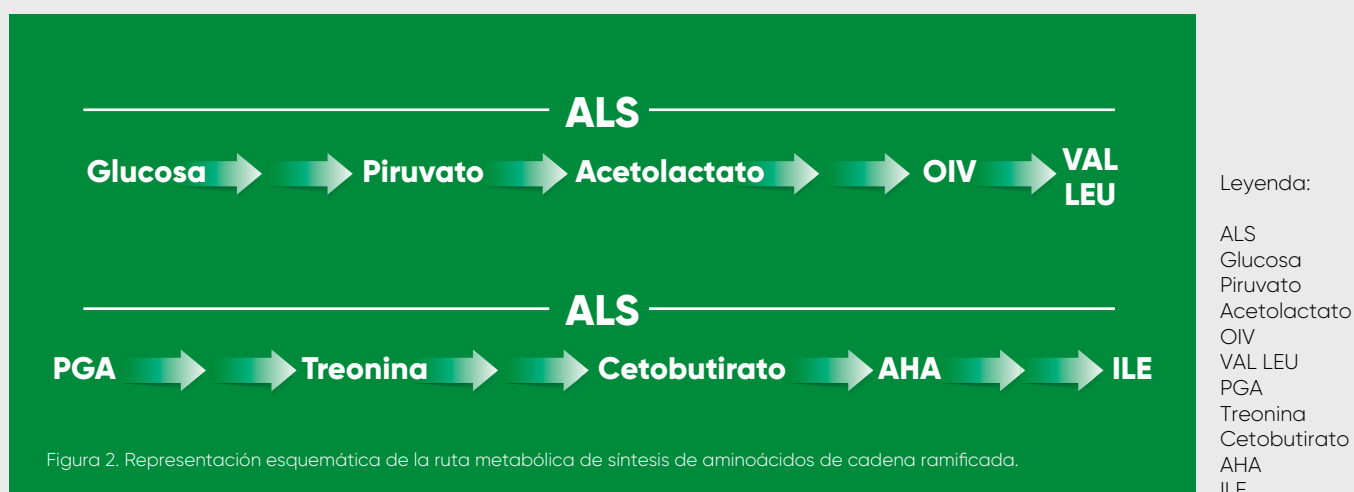 ALS
Glucosa Piruvato Acetolactato OIV VAL
LEU
ALS
PGA Treonina Cetobutirato AHA ILE
Figura 2. Representación esquemática de la ruta metabólica de síntesis de aminoácidos de cadena ramificada.
Leyenda:
ALS
Glucosa
Piruvato
Acetolactato
OIV
VAL LEU
PGA
Treonina
Cetobutirato
AHA
ILE